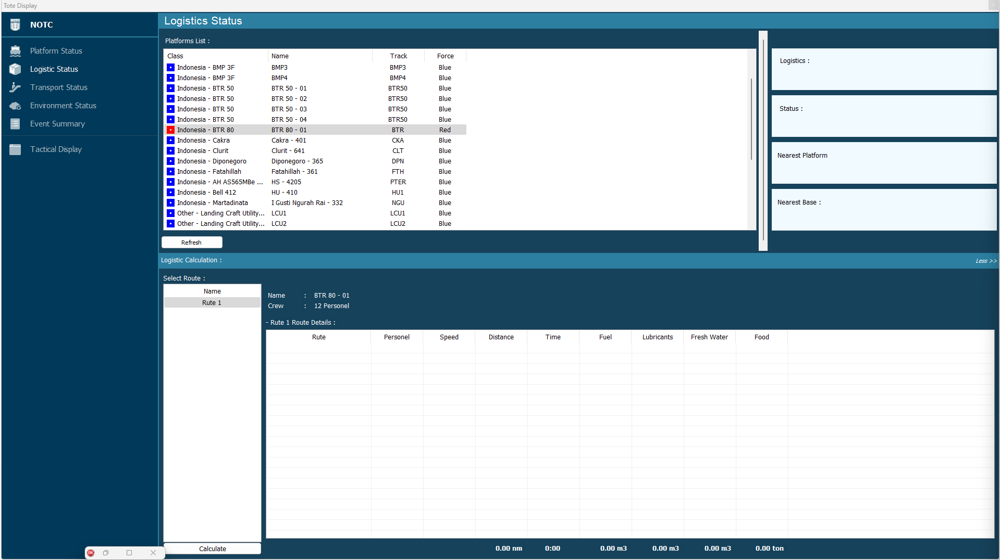 Tote Display
NOTC
Platform Status
Logistic Status
Transport Status
Environment Status
Event Summary
Tactical Display
Logistics Status
Platforms List :
Class Name Track Force
Indonesia - BMP 3F BMP3 BMP3 Blue
Indonesia - BMP 3F BMP4 BMP4 Blue
Indonesia - BTR 50 BTR 50 - 01 BTR50 Blue
Indonesia - BTR 50 BTR 50 - 02 BTR50 Blue
Indonesia - BTR 50 BTR 50 - 03 BTR50 Blue
Indonesia - BTR 50 BTR 50 - 04 BTR50 Blue
Indonesia - BTR 80 BTR 80 - 01 BTR Red
Indonesia - Cakra Cakra - 401 CKA Blue
Indonesia - Clurit Clurit - 641 CLT Blue
Indonesia - Diponegoro Diponegoro - 365 DPN Blue
Indonesia - Fatahillah Fatahillah - 361 FTH Blue
Indonesia - AH AS565MBe ... HS - 4205 PTER Blue
Indonesia - Bell 412 HU - 410 HU1 Blue
Indonesia - Martadinata I Gusti Ngurah Rai - 332 NGU Blue
Other - Landing Craft Utility... LCU1 LCU1 Blue
Other - Landing Craft Utility... LCU2 LCU2 Blue
Refresh
Logistics :
Status :
Nearest Platform
Nearest Base :
Logistic Calculation :
Less >>
Select Route :
Name
Rute 1
Calculate
Name : BTR 80 - 01
Crew : 12 Personel
- Rute 1 Route Details :
Rute Personel Speed Distance Time Fuel Lubricants Fresh Water Food
0.00 nm 0:00 0.00 m3 0.00 m3 0.00 m3 0.00 ton
DX